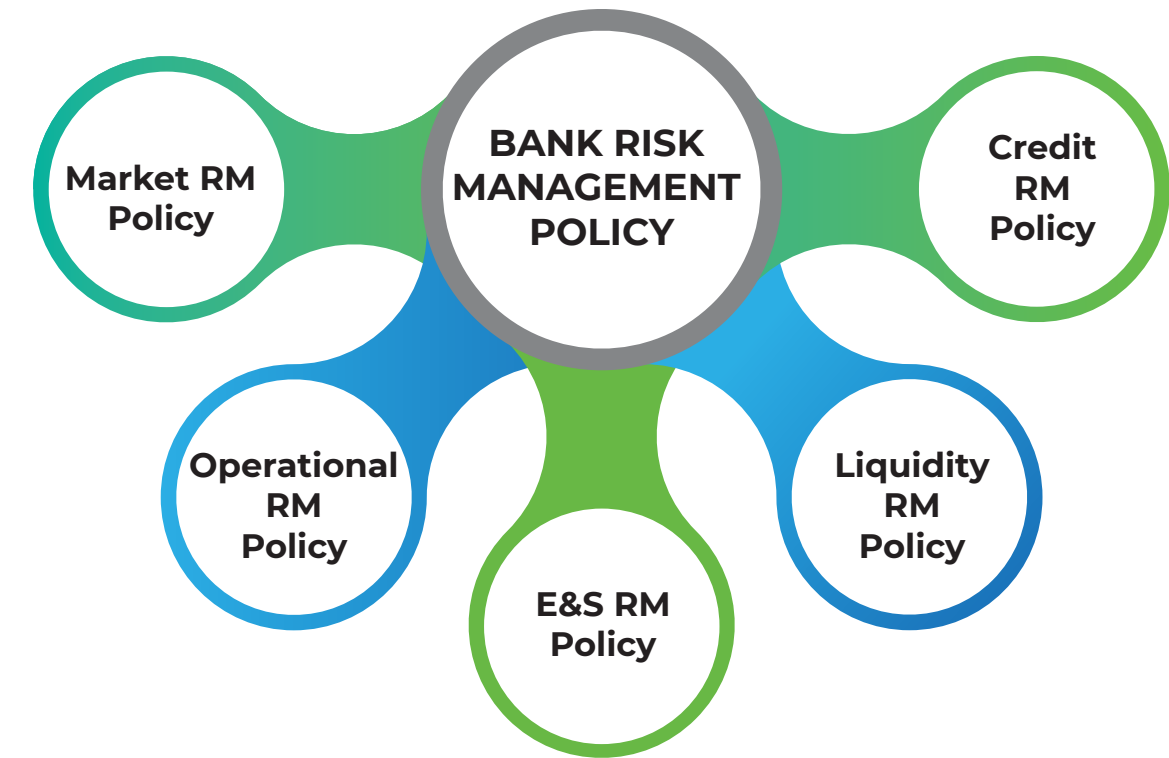 BANK RISK
MANAGEMENT
POLICY
Market RM
Policy
Credit
RM
Policy
Operational
RM
Policy
Liquidity
RM
Policy
E&S RM
Policy